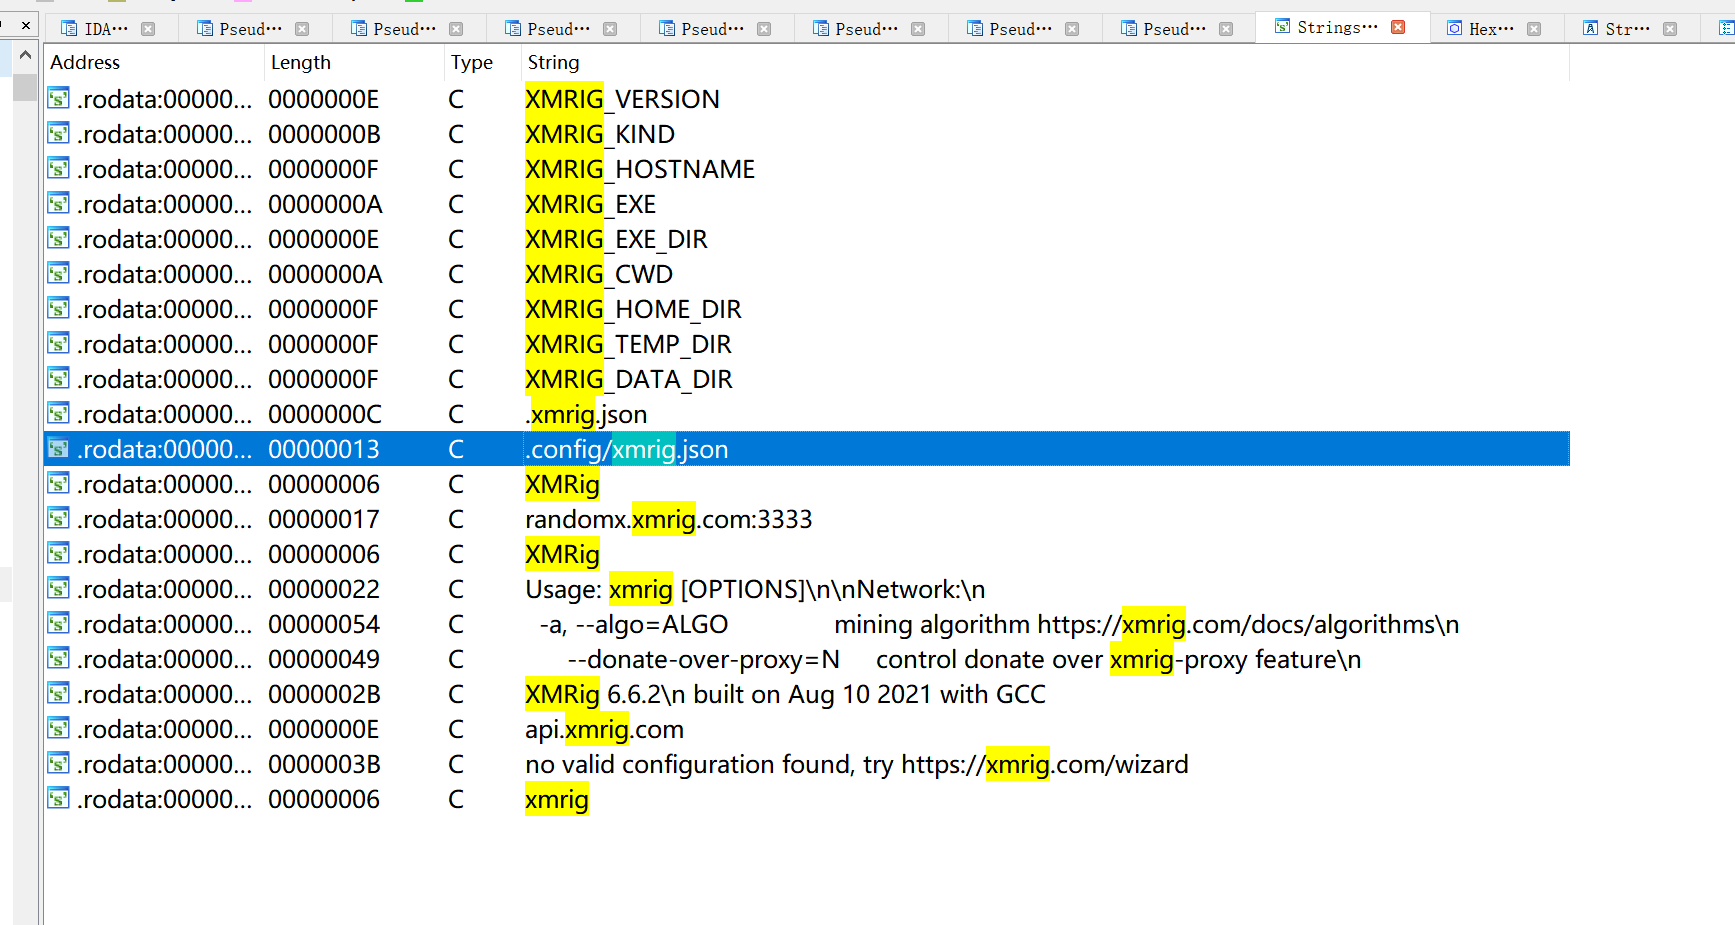 IDA··· Pseud··· Pseud··· Pseud··· Pseud··· Pseud··· Pseud··· Pseud··· Strings··· Hex··· Str···
Address Length Type String
.rodata:00000... 0000000E C XMRIG_VERSION
.rodata:00000... 0000000B C XMRIG_KIND
.rodata:00000... 0000000F C XMRIG_HOSTNAME
.rodata:00000... 0000000A C XMRIG_EXE
.rodata:00000... 0000000E C XMRIG_EXE_DIR
.rodata:00000... 0000000A C XMRIG_CWD
.rodata:00000... 0000000F C XMRIG_HOME_DIR
.rodata:00000... 0000000F C XMRIG_TEMP_DIR
.rodata:00000... 0000000F C XMRIG_DATA_DIR
.rodata:00000... 0000000C C .xmrig.json
.rodata:00000... 00000013 C .config/xmrig.json
.rodata:00000... 00000006 C XMRig
.rodata:00000... 00000017 C randomx.xmrig.com:3333
.rodata:00000... 00000006 C XMRig
.rodata:00000... 00000022 C Usage: xmrig [OPTIONS]\n\nNetwork:\n
.rodata:00000... 00000054 C -a, --algo=ALGO mining algorithm https://xmrig.com/docs/algorithms\n
.rodata:00000... 00000049 C --donate-over-proxy=N control donate over xmrig-proxy feature\n
.rodata:00000... 0000002B C XMRig 6.6.2\n built on Aug 10 2021 with GCC
.rodata:00000... 0000000E C api.xmrig.com
.rodata:00000... 0000003B C no valid configuration found, try https://xmrig.com/wizard
.rodata:00000... 00000006 C xmrig